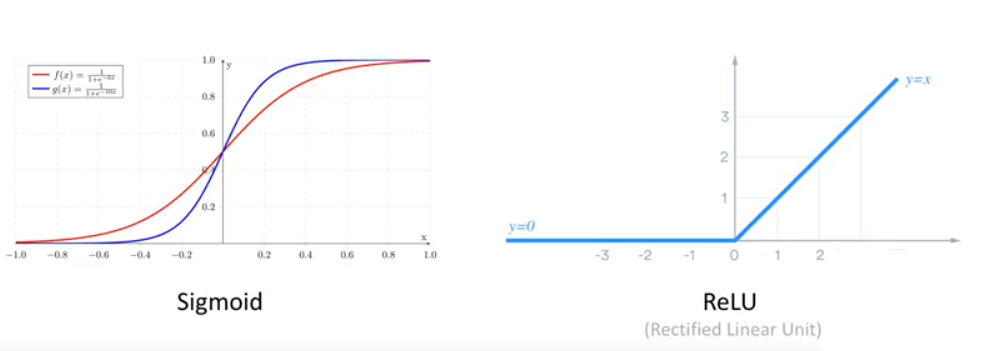 f(x) = 1/(1+e^-5x)
g(x) = 1/(1+e^-10x)
1.0
y
0.8
0.6
0.4
0.2
x
−1.0 −0.8 −0.6 −0.4 −0.2 0.2 0.4 0.6 0.8 1.0
Sigmoid
y=x
3
2
1
y=0
-3 -2 -1 0 1 2
ReLU
(Rectified Linear Unit)